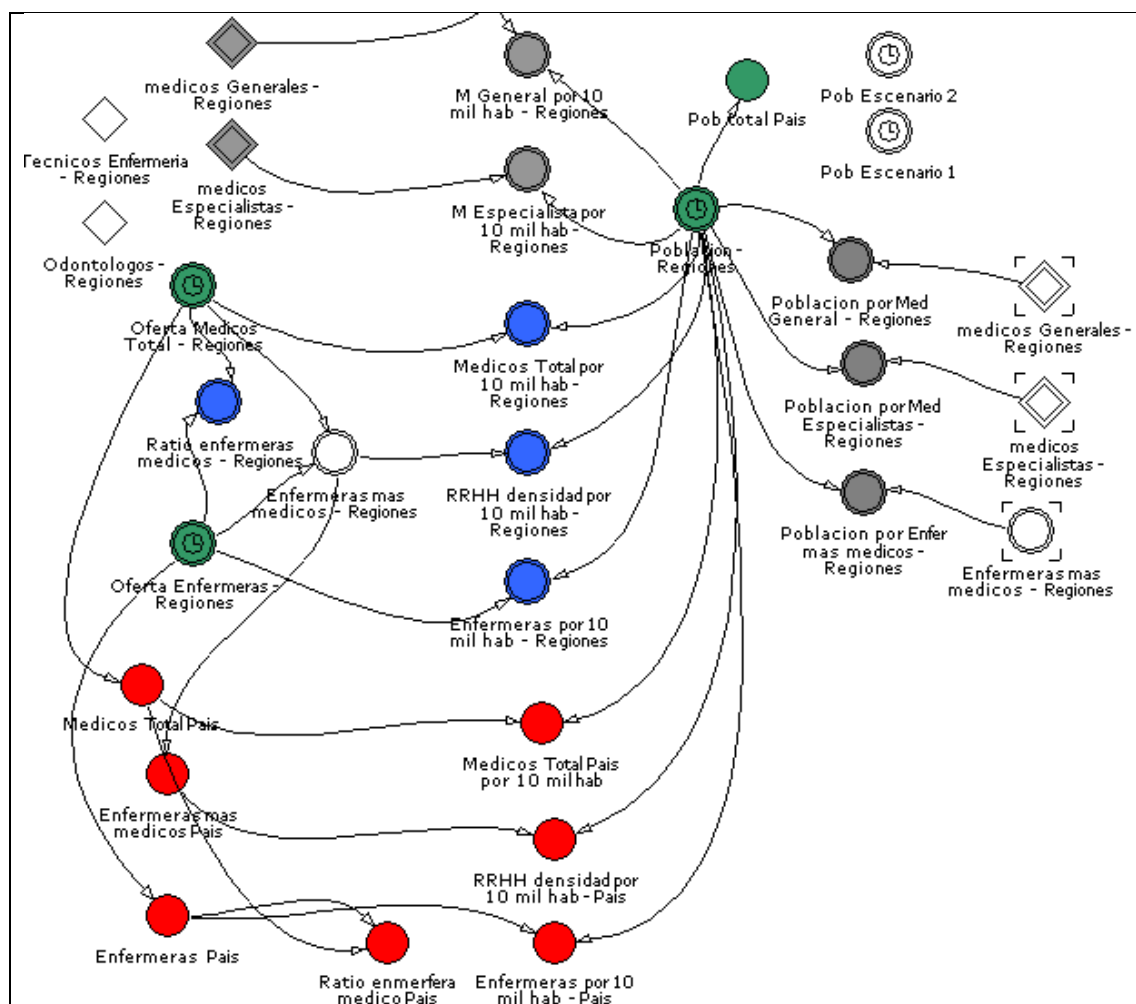 medicos Generales -
Regiones
M General por 10
mil hab - Regiones
Pob total Pais
Pob Escenario 2
Tecnicos Enfermeria
- Regiones
medicos
Especialistas -
Regiones
M Especialista por
10 mil hab-
Regiones
Pob Escenario 1
Odontologos -
Regiones
Poblacion -
Regiones
Oferta Medicos
Total - Regiones
Poblacion por Med
General - Regiones
medicos Generales -
Regiones
Medicos Total por
10 mil hab-
Regiones
Ratio enfermeras
medicos - Regiones
Poblacion por Med
Especialistas -
Regiones
medicos
Especialistas -
Regiones
Enfermeras mas
medicos - Regiones
RRHH densidad por
10 mil hab-
Regiones
Poblacion por Enfer
mas medicos -
Regiones
Enfermeras mas
medicos - Regiones
Oferta Enfermeras -
Regiones
Enfermeras por 10
mil hab - Regiones
Medicos Total Pais
Medicos Total Pais
por 10 mil hab
Enfermeras mas
medicos Pais
RRHH densidad por
10 mil hab - Pais
Enfermeras Pais
Ratio enmerfera
medico Pais
Enfermeras por 10
mil hab - Pais